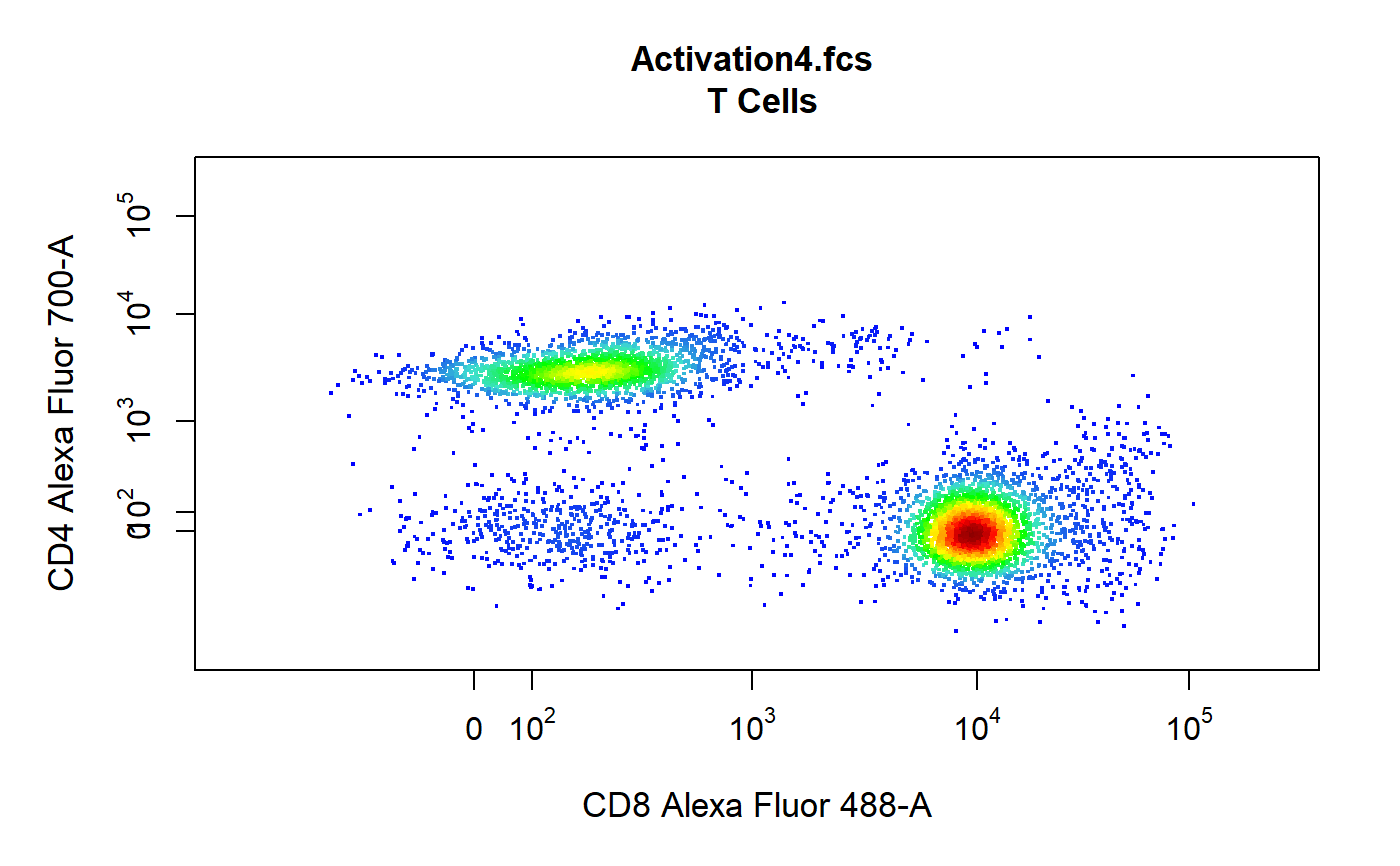 Activation4.fcs
T Cells
CD4 Alexa Fluor 700-A
10^5
10^4
10^3
10^2
0
0 10^2 10^3 10^4 10^5
CD8 Alexa Fluor 488-A